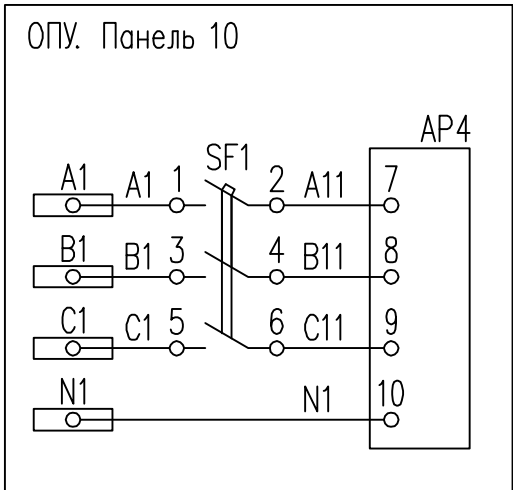 ОПУ. Панель 10
АР4
SF1
A1 A1 1 2 A11 7
B1 B1 3 4 B11 8
C1 C1 5 6 C11 9
N1 N1 10